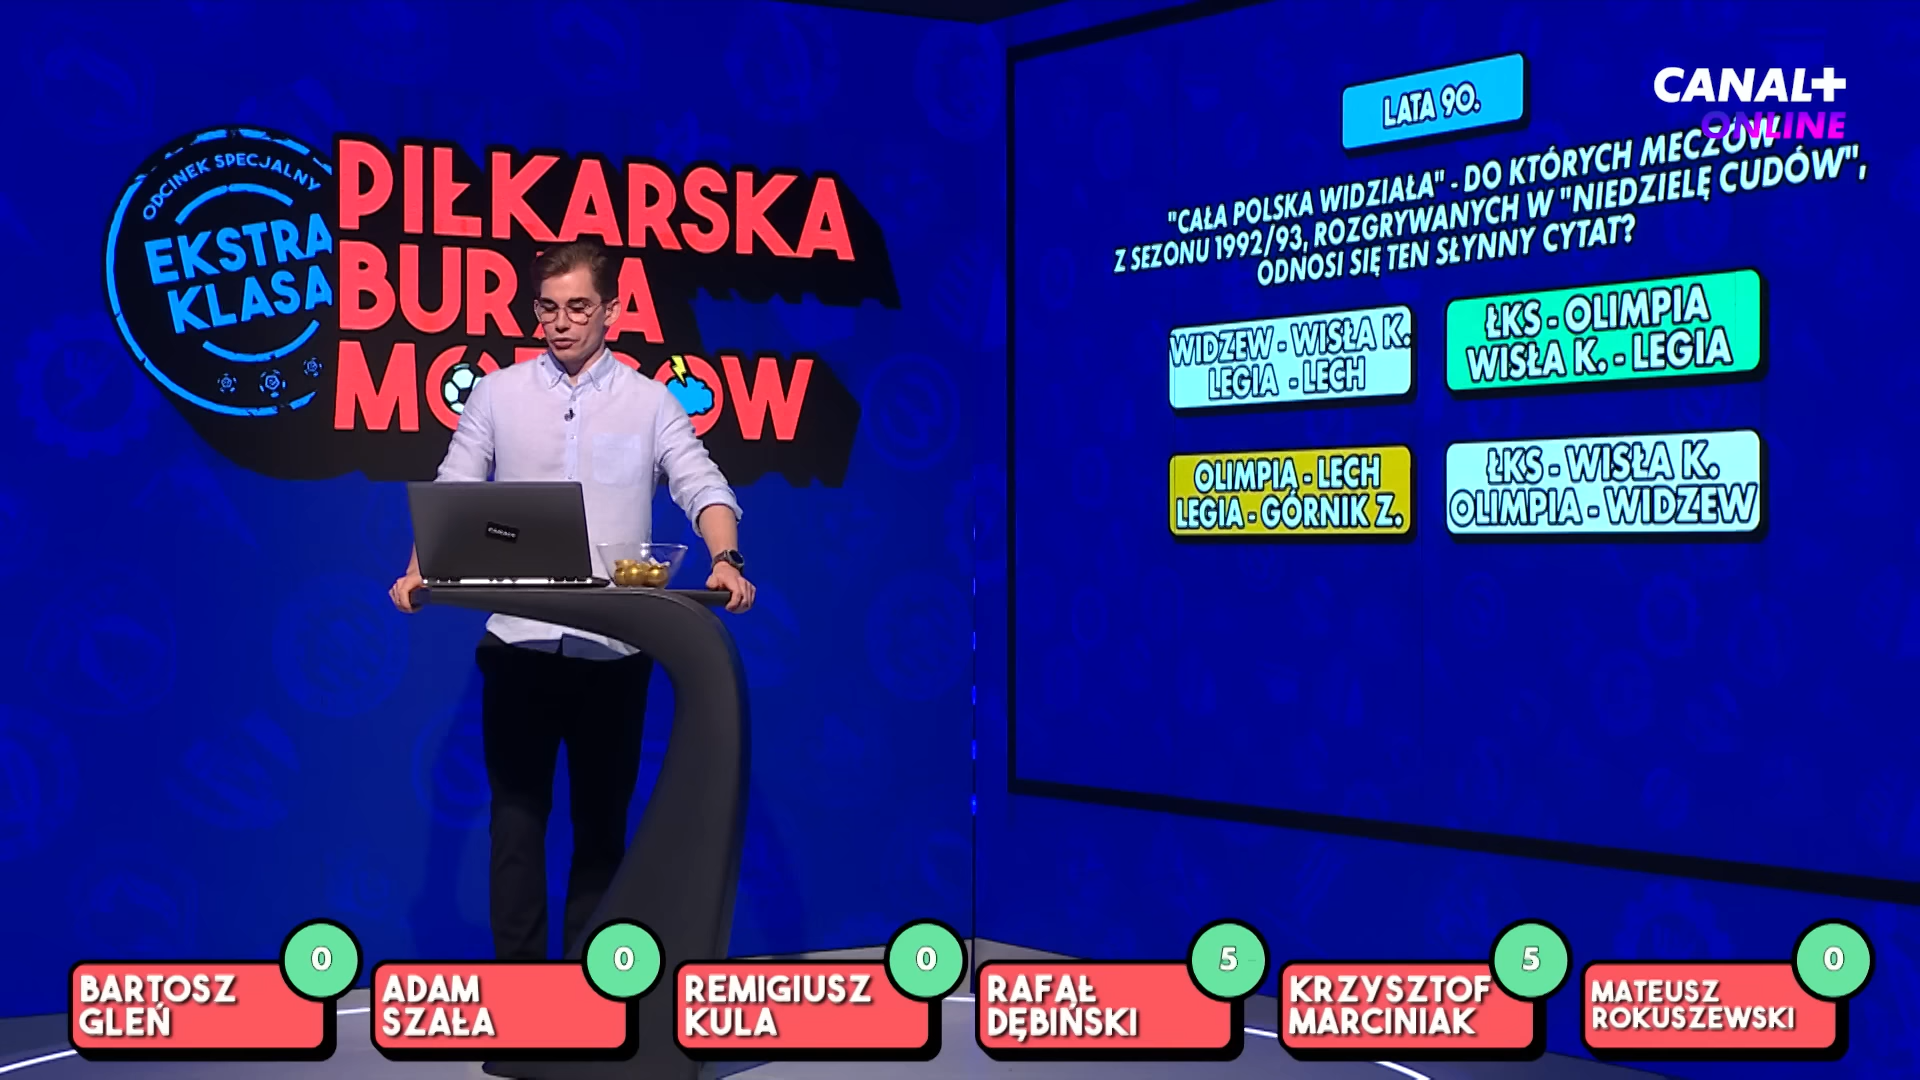 CANAL+
ONLINE
LATA 90.
"CAŁA POLSKA WIDZIAŁA" - DO KTÓRYCH MECZÓW
Z SEZONU 1992/93, ROZGRYWANYCH W "NIEDZIELĘ CUDÓW",
ODNOSI SIĘ TEN SŁYNNY CYTAT?
WIDZEW - WISŁA K.
LEGIA - LECH
ŁKS - OLIMPIA
WISŁA K. - LEGIA
OLIMPIA - LECH
LEGIA - GÓRNIK Z.
ŁKS - WISŁA K.
OLIMPIA - WIDZEW
ODCINEK SPECJALNY
EKSTRA
KLASA
PIŁKARSKA
BURZA
MÓZGÓW
CANAL+
BARTOSZ
GLEŃ
0
ADAM
SZAŁA
0
REMIGIUSZ
KULA
0
RAFAŁ
DĘBIŃSKI
5
KRZYSZTOF
MARCINIAK
5
MATEUSZ
ROKUSZEWSKI
0